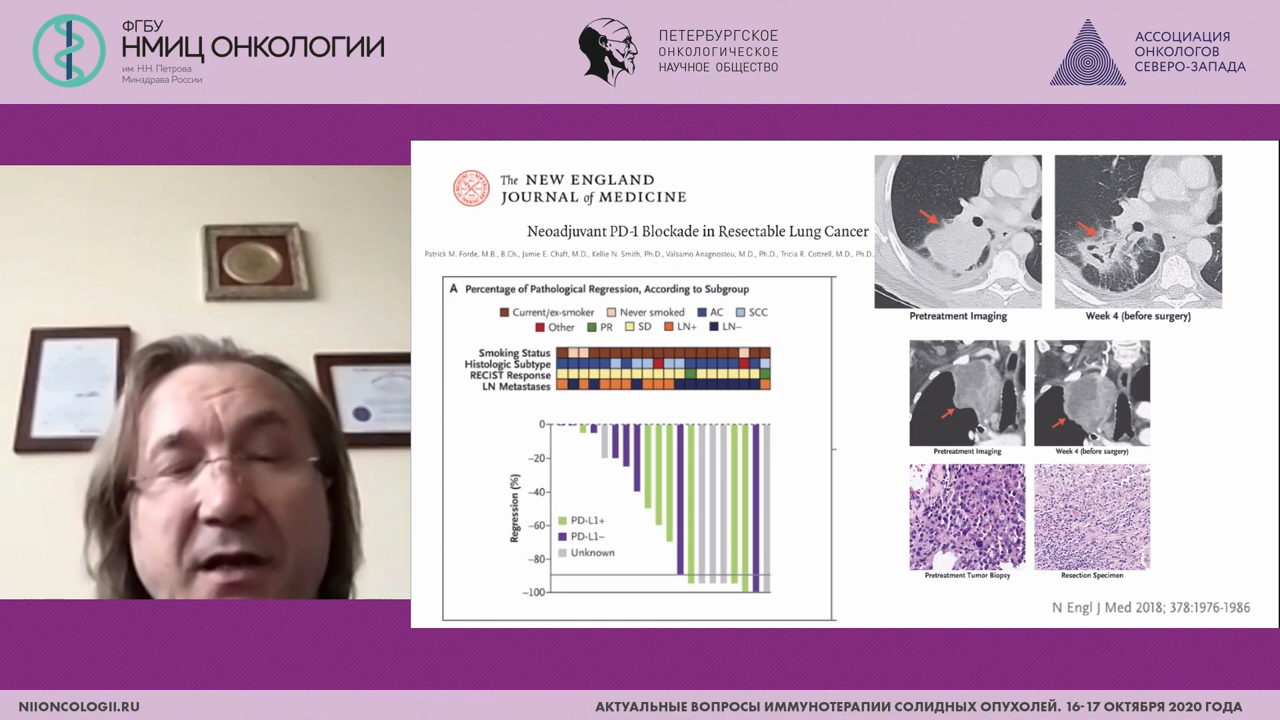 ФГБУ
НМИЦ ОНКОЛОГИИ
им. Н.Н. Петрова
Минздрава России
ПЕТЕРБУРГСКОЕ
ОНКОЛОГИЧЕСКОЕ
НАУЧНОЕ ОБЩЕСТВО
АССОЦИАЦИЯ
ОНКОЛОГОВ
СЕВЕРО-ЗАПАДА
The NEW ENGLAND
JOURNAL of MEDICINE
Neoadjuvant PD-1 Blockade in Resectable Lung Cancer
Patrick M. Forde, M.B., B.Ch., Jamie E. Chaft, M.D., Kellie N. Smith, Ph.D., Valsamo Anagnostou, M.D., Ph.D., Tricia R. Cottrell, M.D., Ph.D.
A Percentage of Pathological Regression, According to Subgroup
Current/ex-smoker Never smoked AC SCC
Other PR SD LN+ LN–
Smoking Status
Histologic Subtype
RECIST Response
LN Metastases
0
–20
–40
–60
–80
–100
Regression (%)
PD-L1+
PD-L1–
Unknown
Pretreatment Imaging
Week 4 (before surgery)
Pretreatment Imaging
Week 4 (before surgery)
Pretreatment Tumor Biopsy
Resection Specimen
N Engl J Med 2018; 378:1976-1986
NIIONCOLOGII.RU
АКТУАЛЬНЫЕ ВОПРОСЫ ИММУНОТЕРАПИИ СОЛИДНЫХ ОПУХОЛЕЙ. 16-17 ОКТЯБРЯ 2020 ГОДА